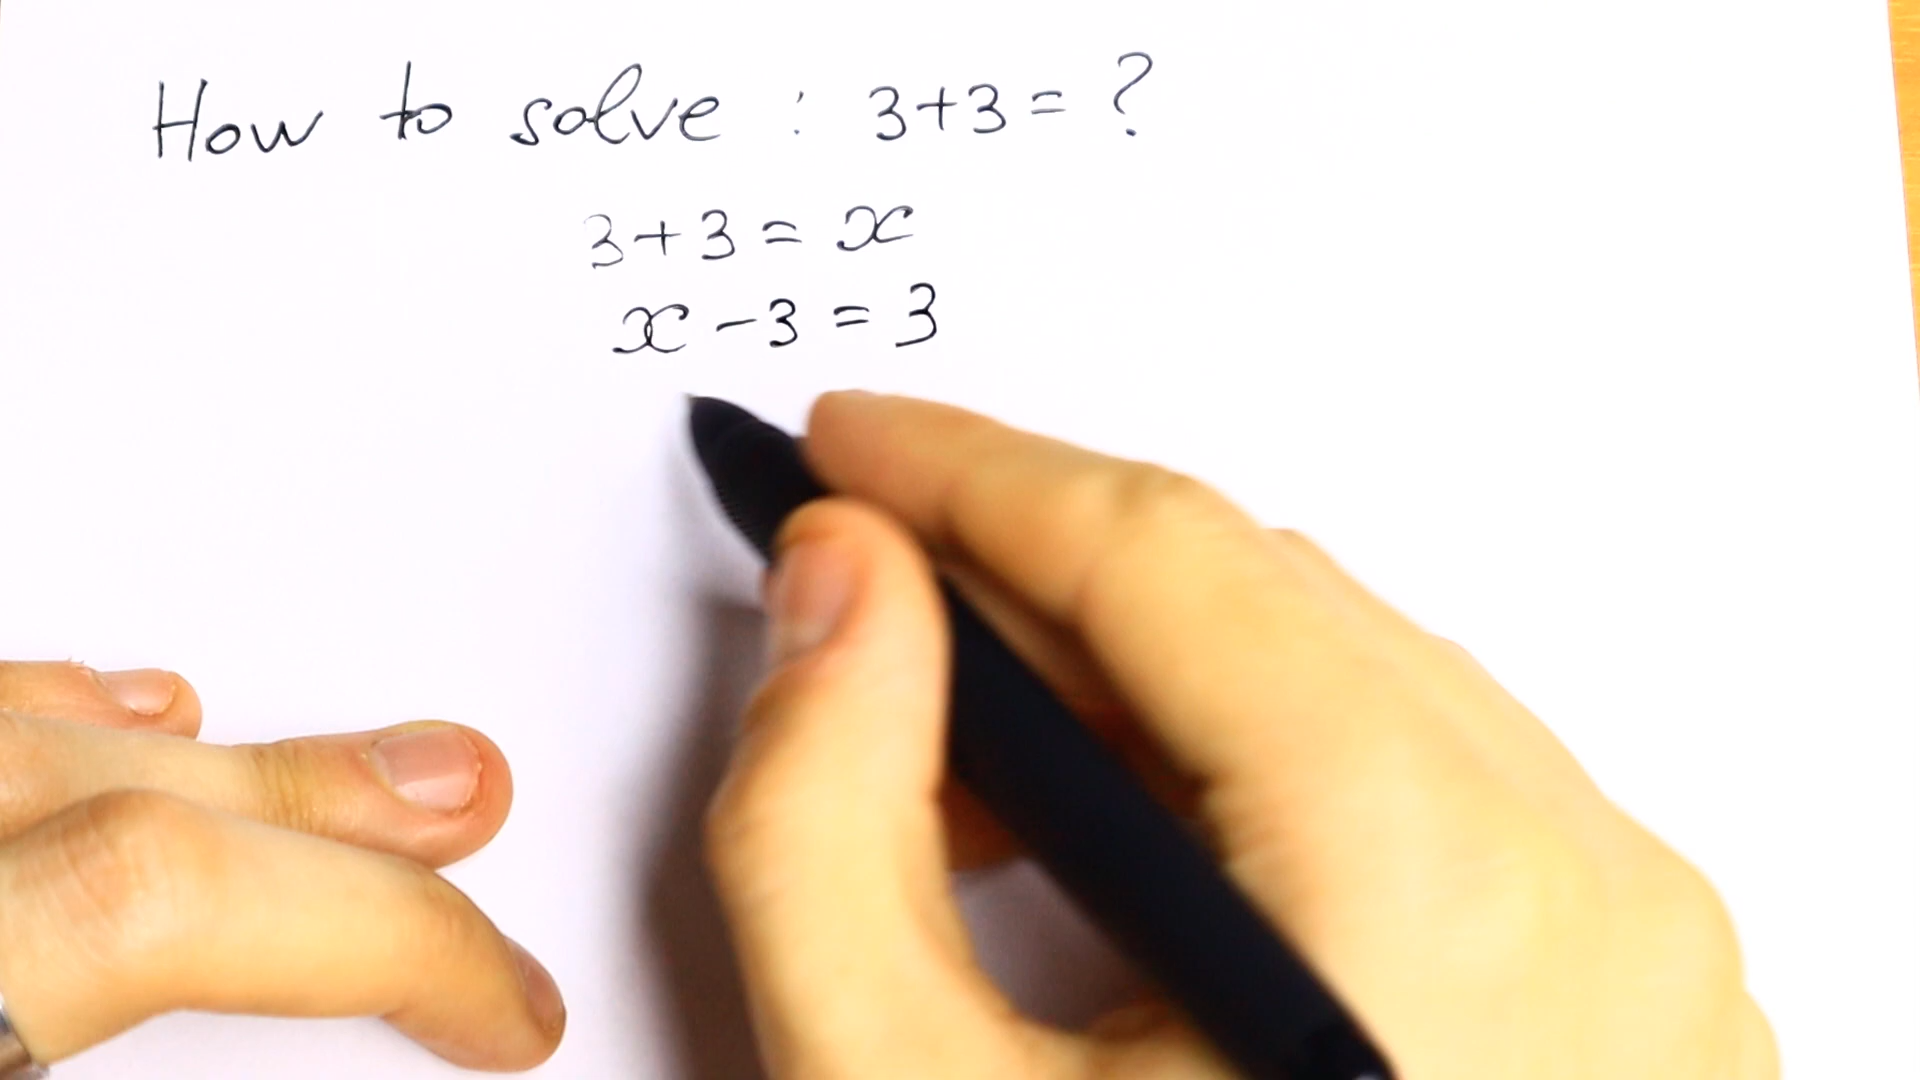 How to solve : 3+3= ?
3+3 = x
x-3 = 3